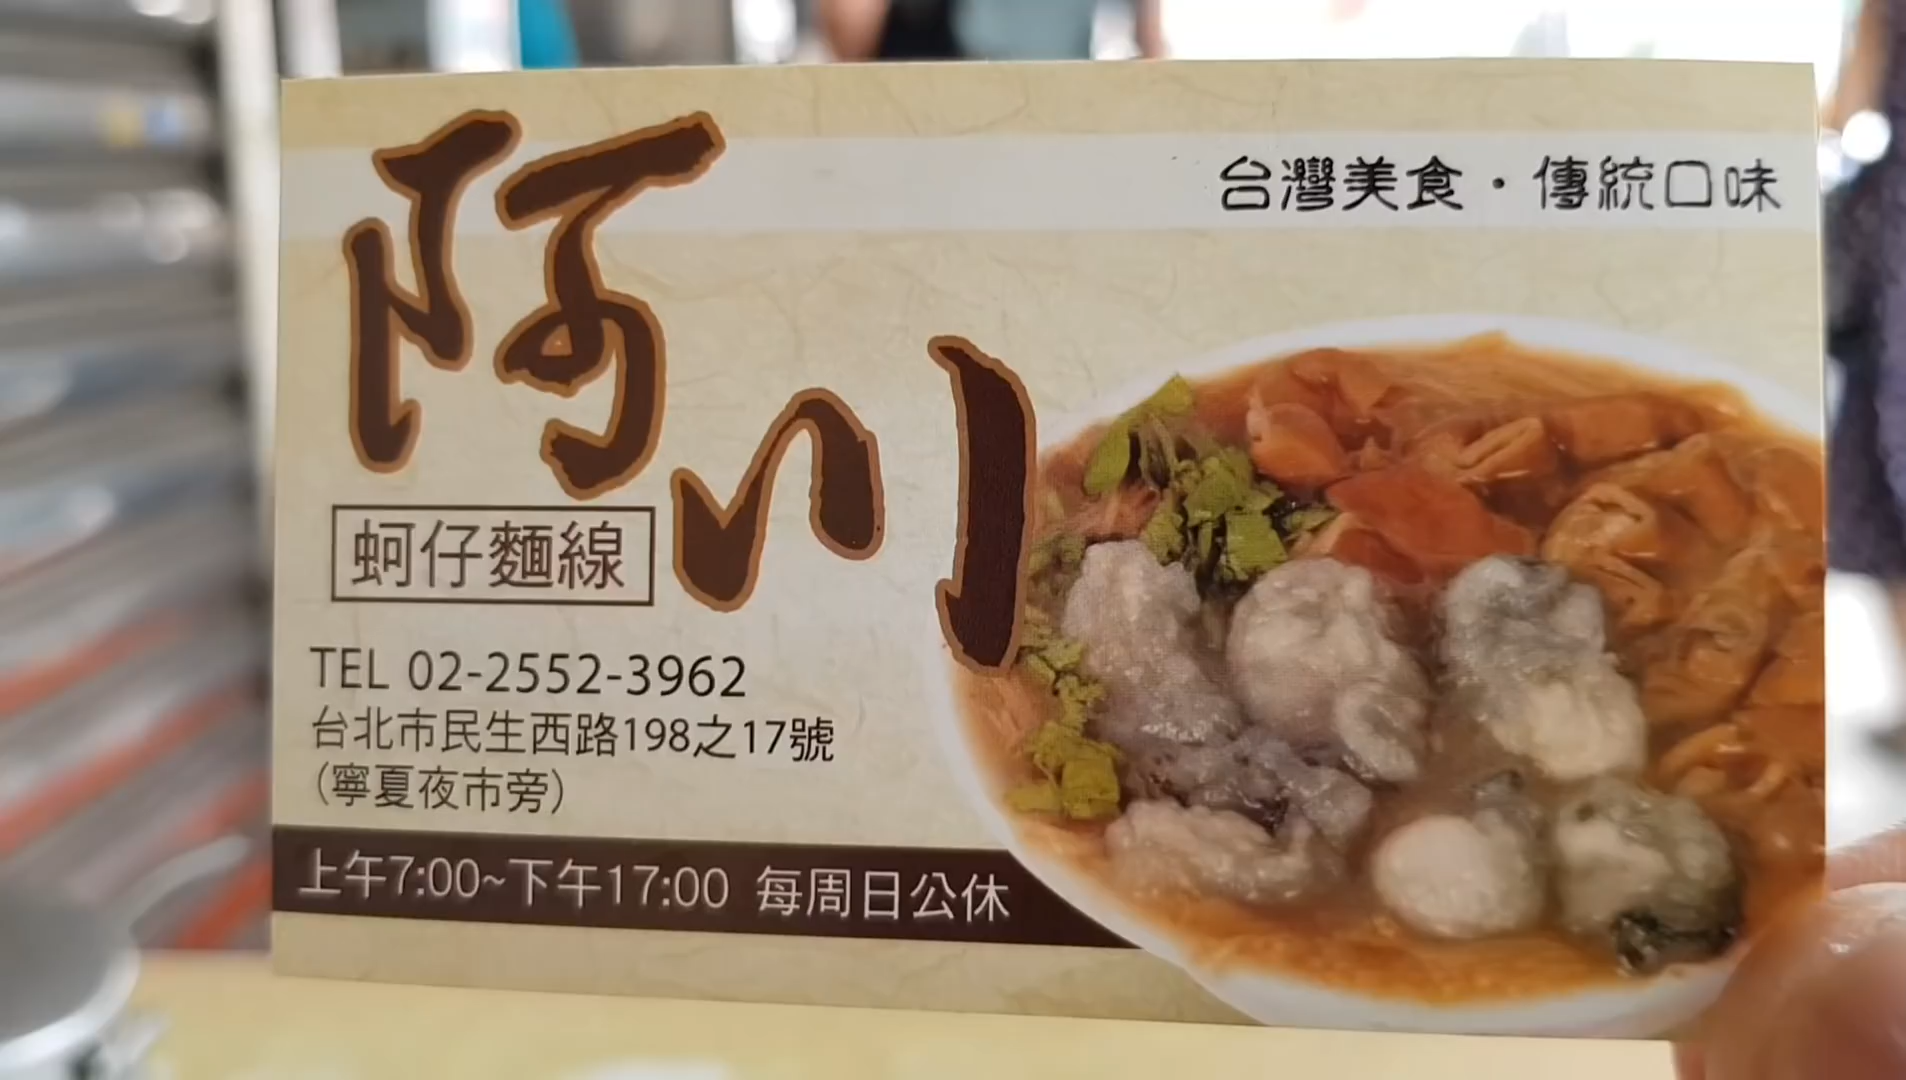 台灣美食·傳統口味
阿川
蚵仔麵線
TEL 02-2552-3962
台北市民生西路198之17號
(寧夏夜市旁)
上午7:00~下午17:00 每周日公休